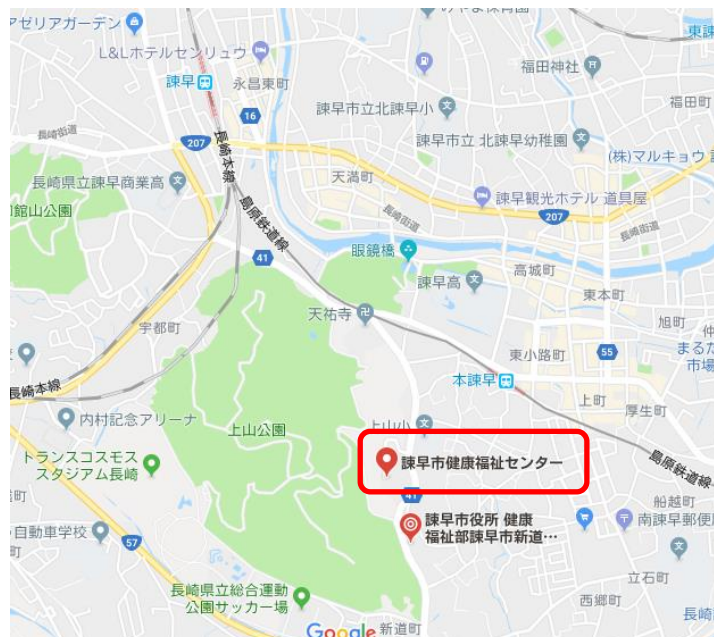 アゼリアガーデン
L&Lホテルセンリュウ
諫早
永昌東町
福田神社
16
諫早市立北諫早小
福田町
長崎街道
207
長崎本線
諫早市立 北諫早幼稚園
(株)マルキョウ
長崎県立諫早商業高
天満町
諫早観光ホテル 道具屋
館山公園
島原鉄道線
長崎街道
207
長崎街道
41
眼鏡橋
諫早高
高城町
東本町
宇都町
天祐寺
旭町
東小路町
55
まるた
市場
長崎本線
本諫早
上町
厚生町
内村記念アリーナ
上山公園
上山小
トランスコスモス
スタジアム長崎
諫早市健康福祉センター
島原鉄道線
41
船越町
自動車学校
57
諫早市役所 健康
福祉部諫早市新道…
南諫早郵便
立石町
長崎県立総合運動
公園サッカー場
西郷町
長崎
Google
新道町